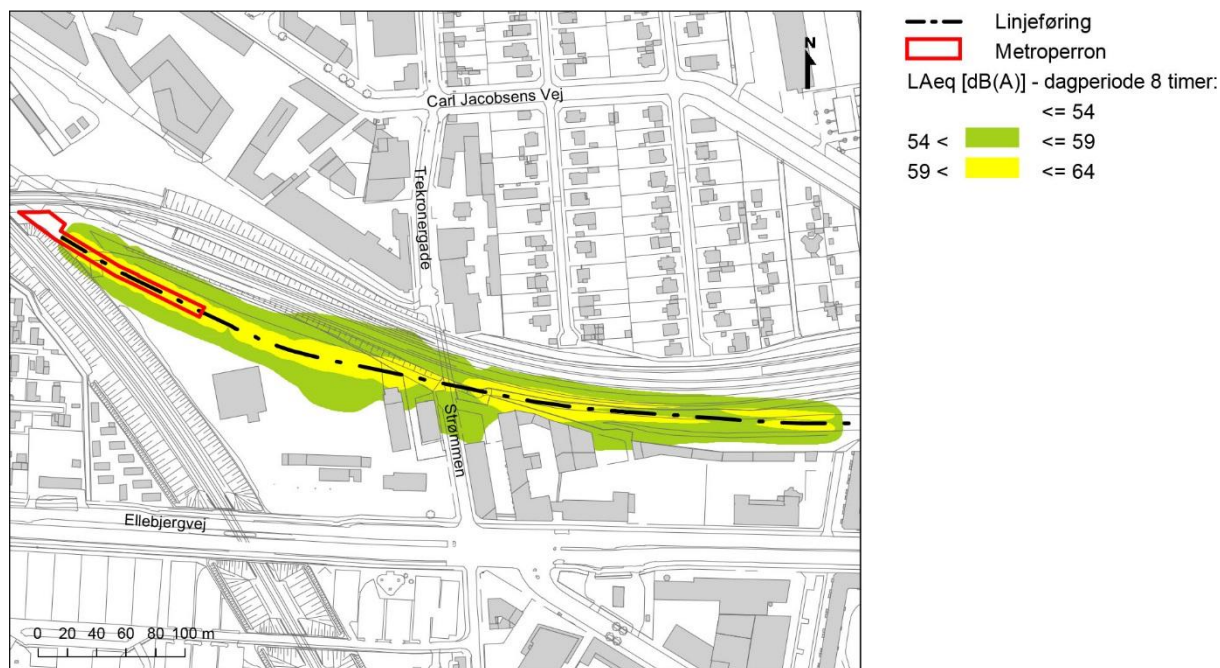 Linjeføring
Metroperron
LAeq [dB(A)] - dagperiode 8 timer:
<= 54
54 < <= 59
59 < <= 64
N
Carl Jacobsens Vej
Trekronergade
Strømmen
Ellebjergvej
0 20 40 60 80 100 m